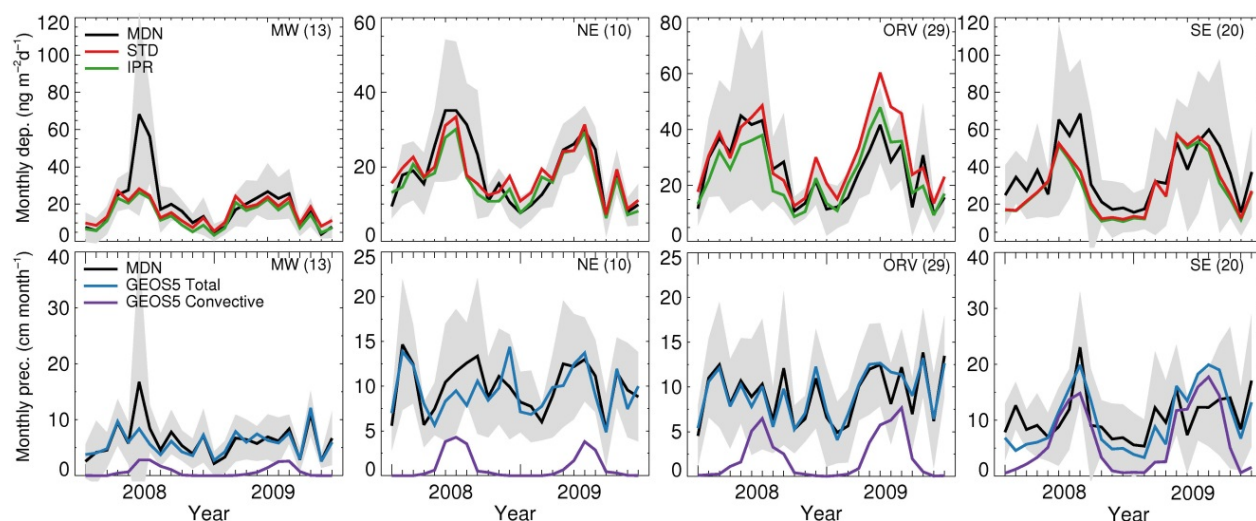 Monthly dep. (ng m⁻²d⁻¹)
120
100
80
60
40
20
0
MDN
STD
IPR
MW (13)
60
40
20
0
NE (10)
80
60
40
20
0
ORV (29)
120
100
80
60
40
20
0
SE (20)
Monthly prec. (cm month⁻¹)
40
30
20
10
0
MDN
GEOS5 Total
GEOS5 Convective
MW (13)
25
20
15
10
5
0
NE (10)
25
20
15
10
5
0
ORV (29)
40
30
20
10
0
SE (20)
2008 2009
Year
2008 2009
Year
2008 2009
Year
2008 2009
Year